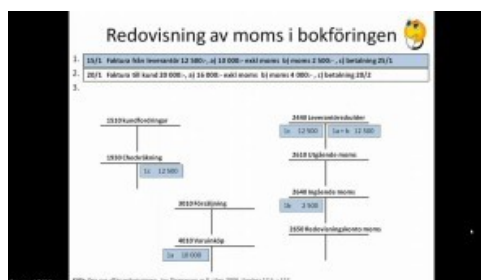 Redovisning av moms i bokföringen
1. 15/1 Faktura från leverantör 12 500:-, a) 10 000:- exkl moms b) moms 2 500:-, c) betalning 25/1
2. 20/1 Faktura till kund 20 000:-, a) 16 000:- exkl moms b) moms 4 000:-, c) betalning 20/2
3.
1510 Kundfordringar
2440 Leverantörsskulder
1c 12 500 1a+b 12 500
1930 Checkräkning
1c 12 500
2610 Utgående moms
2640 Ingående moms
1b 2 500
3010 Försäljning
2650 Redovisningskonto moms
4010 Varuinköp
1a 10 000